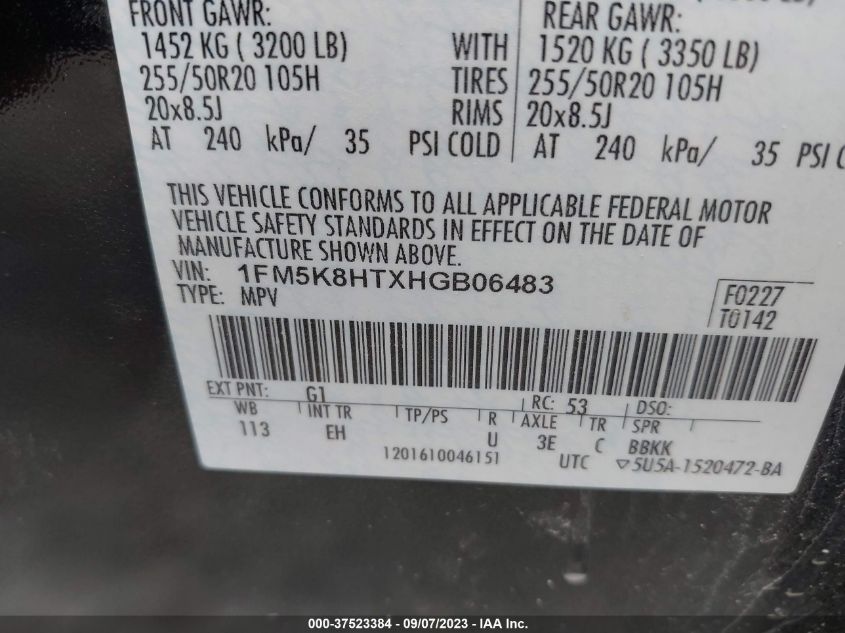 FRONT GAWR: REAR GAWR:
1452 KG ( 3200 LB) WITH 1520 KG ( 3350 LB)
255/50R20 105H TIRES 255/50R20 105H
20x8.5J RIMS 20x8.5J
AT 240 kPa/ 35 PSI COLD AT 240 kPa/ 35 PSI
THIS VEHICLE CONFORMS TO ALL APPLICABLE FEDERAL MOTOR
VEHICLE SAFETY STANDARDS IN EFFECT ON THE DATE OF
MANUFACTURE SHOWN ABOVE.
VIN: 1FM5K8HTXHGB06483
TYPE: MPV
F0227
T0142
EXT PNT: G1 RC: 53 DSO:
WB INT TR TP/PS R AXLE TR SPR
113 EH U 3E C BBKK
1201610046151 UTC ▽5U5A-1520472-BA
000-37523384 - 09/07/2023 - IAA Inc.